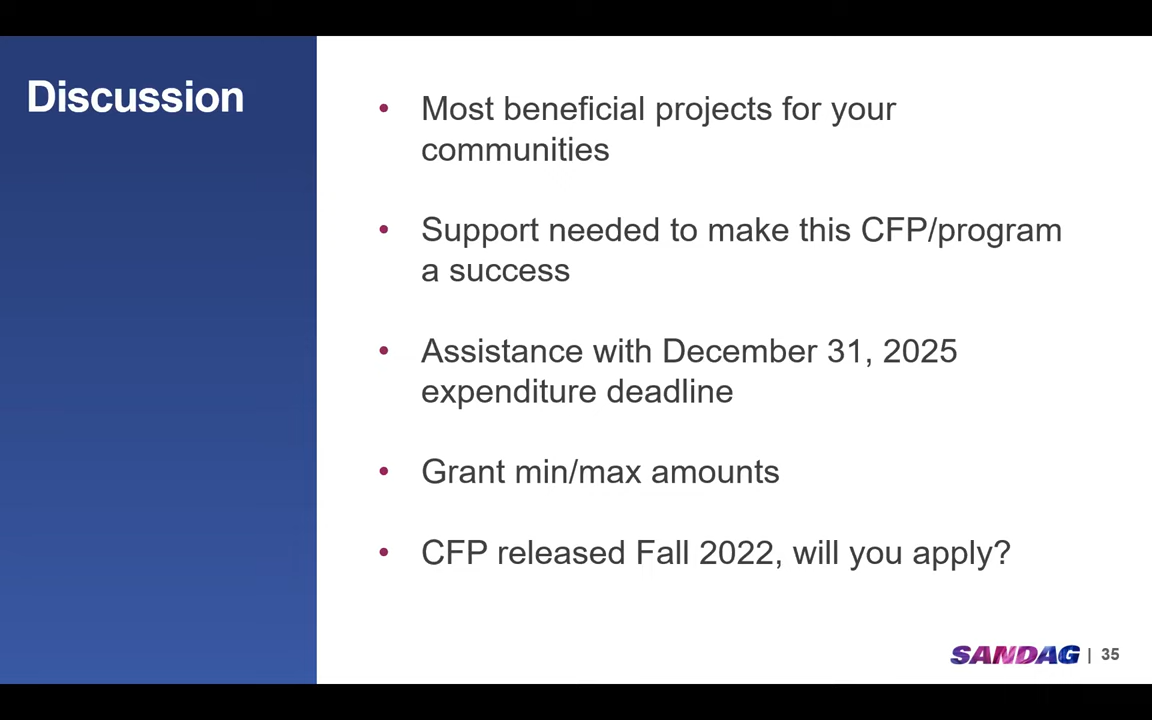 Discussion
• Most beneficial projects for your
communities
• Support needed to make this CFP/program
a success
• Assistance with December 31, 2025
expenditure deadline
• Grant min/max amounts
• CFP released Fall 2022, will you apply?
SANDAG | 35